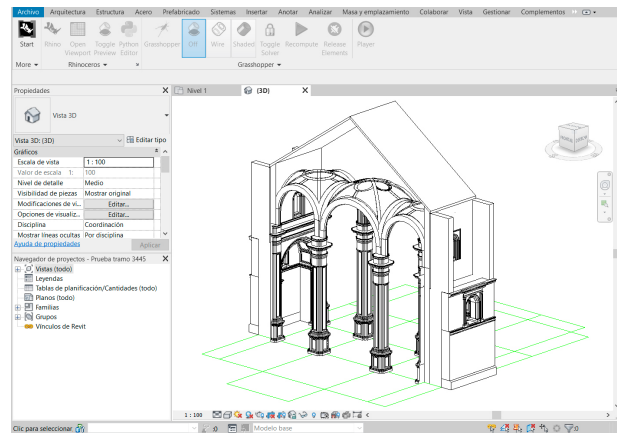 Archivo Arquitectura Estructura Acero Prefabricado Sistemas Insertar Anotar Analizar Masa y emplazamiento Colaborar Vista Gestionar Complementos
Start Rhino Open Viewport Toggle Preview Python Editor Grasshopper Off Wire Shaded Toggle Solver Recompute Release Elements Player
More Rhinoceros Grasshopper
Propiedades X
Nivel 1 (3D) X
Vista 3D
Vista 3D: (3D) Editar tipo
Gráficos
Escala de vista 1 : 100
Valor de escala 1: 100
Nivel de detalle Medio
Visibilidad de piezas Mostrar original
Modificaciones de vi... Editar...
Opciones de visualiz... Editar...
Disciplina Coordinación
Mostrar líneas ocultas Por disciplina
Ayuda de propiedades Aplicar
Navegador de proyectos - Prueba tramo 3445 X
Vistas (todo)
Leyendas
Tablas de planificación/Cantidades (todo)
Planos (todo)
Familias
Grupos
Vínculos de Revit
1 : 100
Clic para seleccionar :0 Modelo base :0